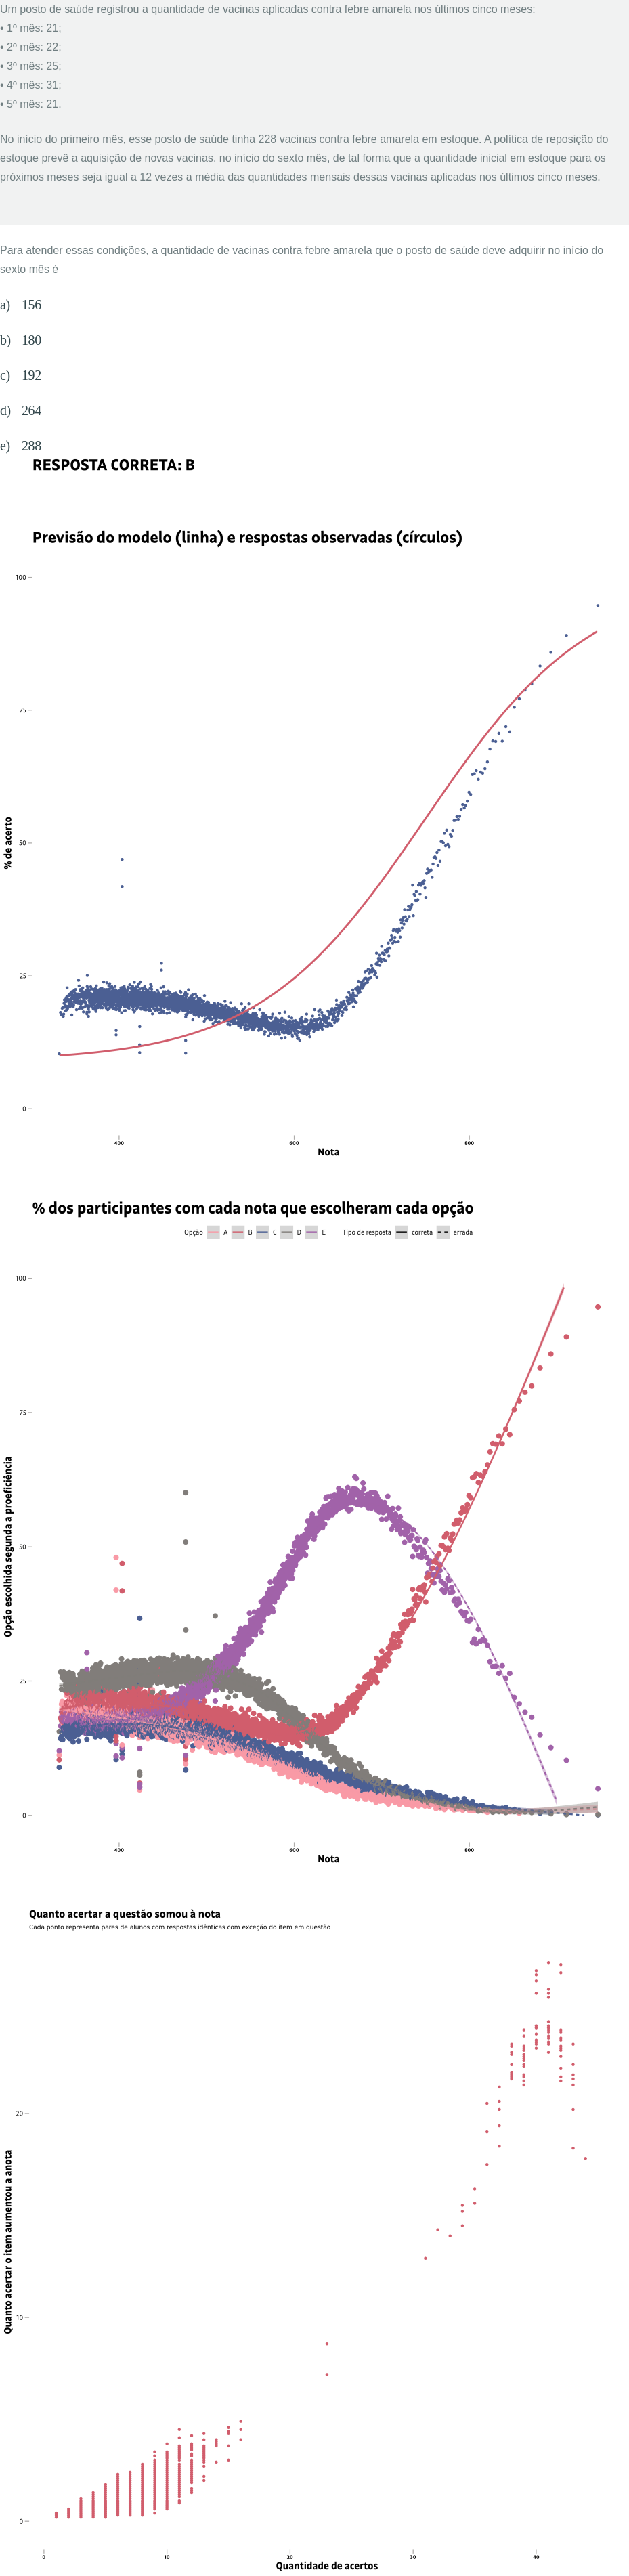 Um posto de saúde registrou a quantidade de vacinas aplicadas contra febre amarela nos últimos cinco meses:
• 1º mês: 21;
• 2º mês: 22;
• 3º mês: 25;
• 4º mês: 31;
• 5º mês: 21.
No início do primeiro mês, esse posto de saúde tinha 228 vacinas contra febre amarela em estoque. A política de reposição do
estoque prevê a aquisição de novas vacinas, no início do sexto mês, de tal forma que a quantidade inicial em estoque para os
próximos meses seja igual a 12 vezes a média das quantidades mensais dessas vacinas aplicadas nos últimos cinco meses.
Para atender essas condições, a quantidade de vacinas contra febre amarela que o posto de saúde deve adquirir no início do
sexto mês é
a) 156
b) 180
c) 192
d) 264
e) 288
RESPOSTA CORRETA: B
Previsão do modelo (linha) e respostas observadas (círculos)
100
75
50
25
0
% de acerto
400 600 800
Nota
% dos participantes com cada nota que escolheram cada opção
Opção A B C D E Tipo de resposta correta errada
100
75
50
25
0
Opção escolhida segunda a proeficiência
400 600 800
Nota
Quanto acertar a questão somou à nota
Cada ponto representa pares de alunos com respostas idênticas com exceção do item em questão
20
10
0
Quanto acertar o item aumentou a anota
0 10 20 30 40
Quantidade de acertos